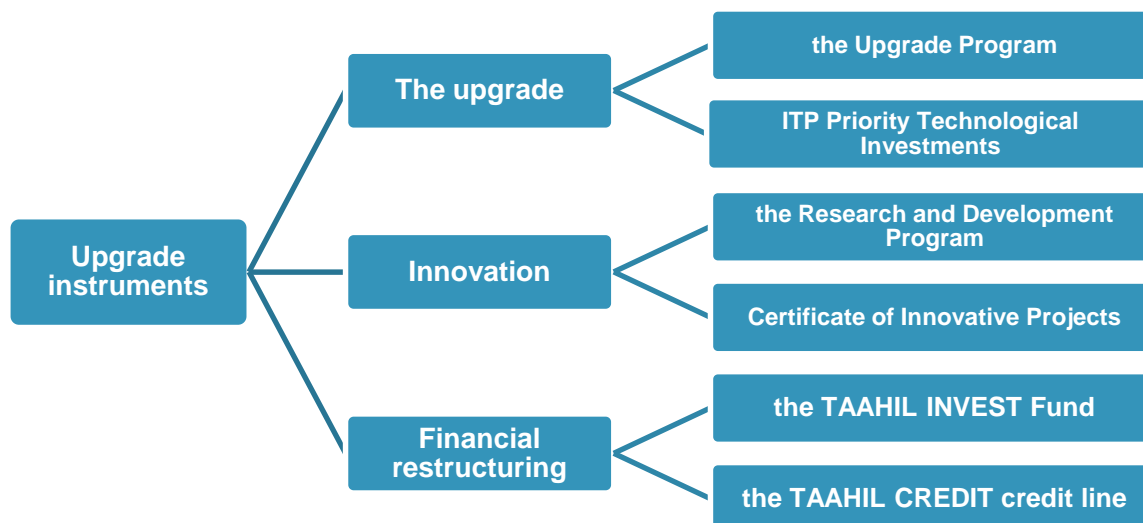 Upgrade
instruments
The upgrade
the Upgrade Program
ITP Priority Technological
Investments
Innovation
the Research and Development
Program
Certificate of Innovative Projects
Financial
restructuring
the TAAHIL INVEST Fund
the TAAHIL CREDIT credit line